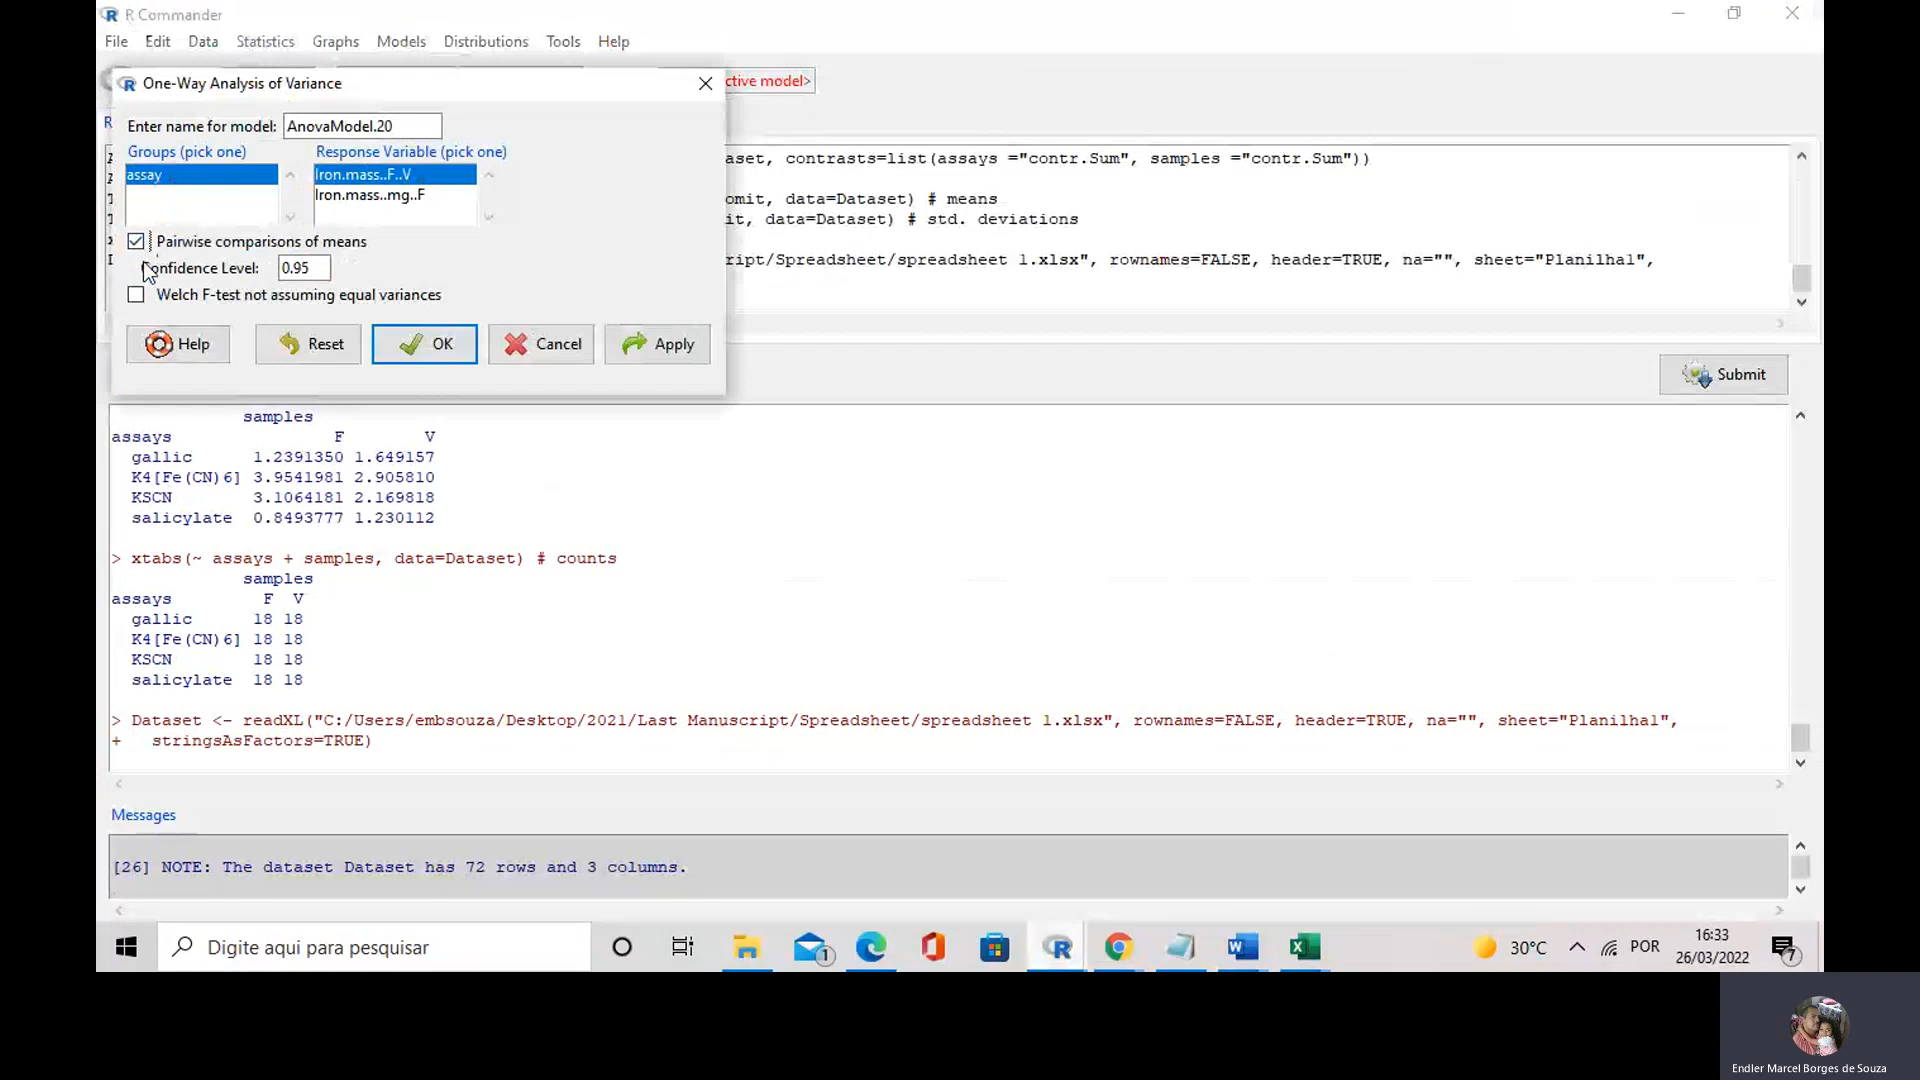 R Commander
File Edit Data Statistics Graphs Models Distributions Tools Help
One-Way Analysis of Variance
ctive model>
Enter name for model: AnovaModel.20
Groups (pick one) Response Variable (pick one)
assay
Iron.mass..F..V
Iron.mass..mg..F
Pairwise comparisons of means
Confidence Level: 0.95
Welch F-test not assuming equal variances
Help Reset OK Cancel Apply
aset, contrasts=list(assays ="contr.Sum", samples ="contr.Sum"))
omit, data=Dataset) # means
it, data=Dataset) # std. deviations
ript/Spreadsheet/spreadsheet 1.xlsx", rownames=FALSE, header=TRUE, na="", sheet="Planilha1",
Submit
samples
assays F V
gallic 1.2391350 1.649157
K4[Fe(CN)6] 3.9541981 2.905810
KSCN 3.1064181 2.169818
salicylate 0.8493777 1.230112
> xtabs(~ assays + samples, data=Dataset) # counts
samples
assays F V
gallic 18 18
K4[Fe(CN)6] 18 18
KSCN 18 18
salicylate 18 18
> Dataset <- readXL("C:/Users/embsouza/Desktop/2021/Last Manuscript/Spreadsheet/spreadsheet 1.xlsx", rownames=FALSE, header=TRUE, na="", sheet="Planilha1",
+ stringsAsFactors=TRUE)
Messages
[26] NOTE: The dataset Dataset has 72 rows and 3 columns.
Digite aqui para pesquisar
1
30°C
POR
16:33
26/03/2022
7
Endler Marcel Borges de Souza